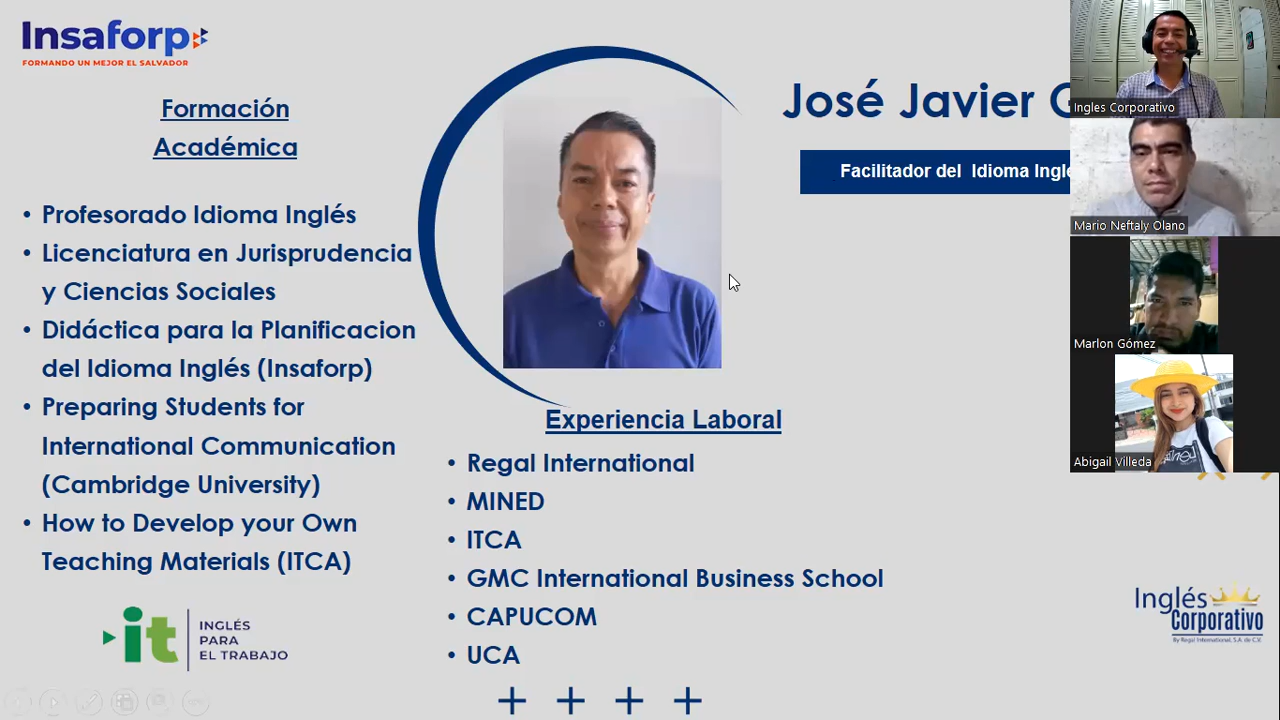 Insaforp
FORMANDO UN MEJOR EL SALVADOR
Formación
Académica
• Profesorado Idioma Inglés
• Licenciatura en Jurisprudencia
y Ciencias Sociales
• Didáctica para la Planificacion
del Idioma Inglés (Insaforp)
• Preparing Students for
International Communication
(Cambridge University)
• How to Develop your Own
Teaching Materials (ITCA)
it
INGLÉS
PARA
EL TRABAJO
José Javier G
Facilitador del Idioma Ingl
Experiencia Laboral
• Regal International
• MINED
• ITCA
• GMC International Business School
• CAPUCOM
• UCA
Ingles Corporativo
Mario Neftaly Olano
Marlon Gómez
Abigail Villeda
Inglés
Corporativo
By Regal International, S.A. de C.V.